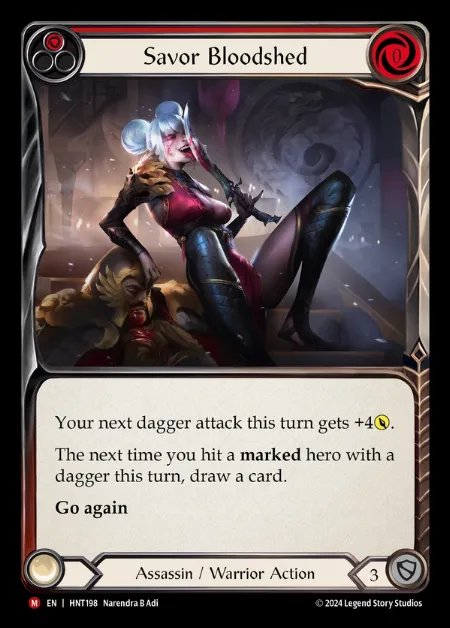 Savor Bloodshed
0
Your next dagger attack this turn gets +4.
The next time you hit a marked hero with a
dagger this turn, draw a card.
Go again
Assassin / Warrior Action
3
M EN | HNT198 Narendra B Adi
© 2024 Legend Story Studios